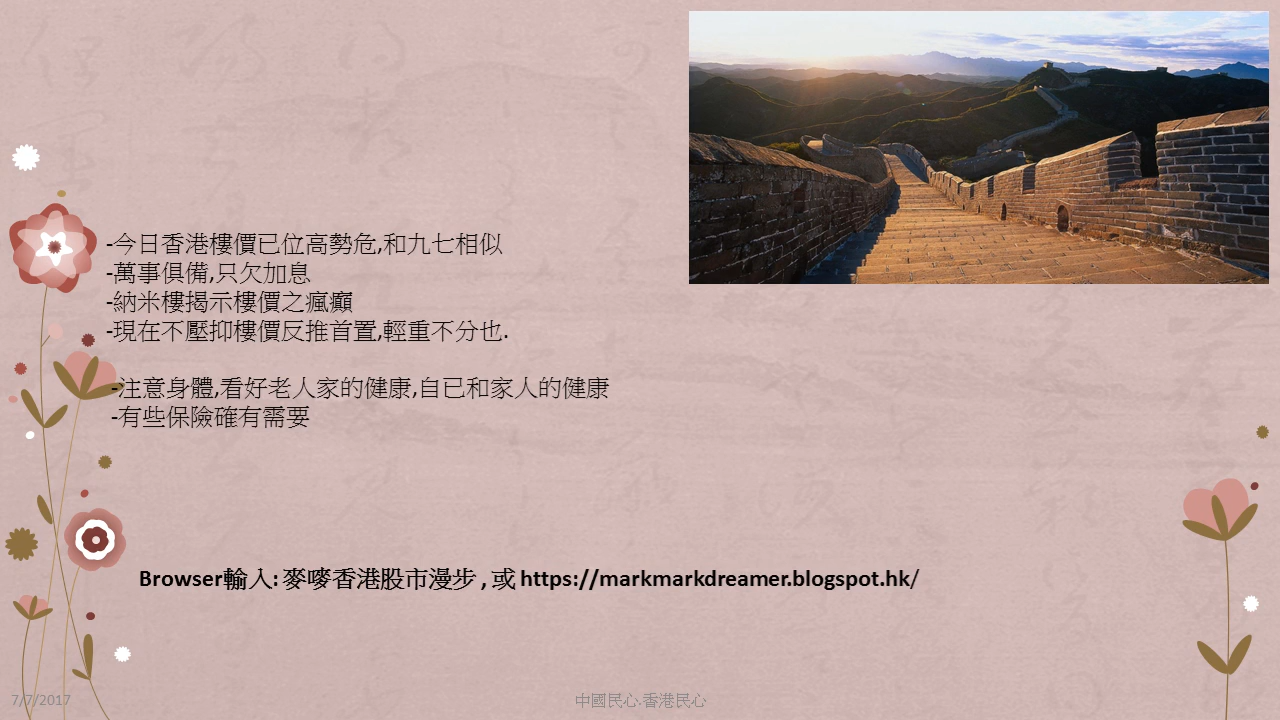 -今日香港樓價已位高勢危,和九七相似
-萬事俱備,只欠加息
-納米樓揭示樓價之瘋癲
-現在不壓抑樓價反推首置,輕重不分也.
-注意身體,看好老人家的健康,自已和家人的健康
-有些保險確有需要
Browser輸入: 麥嘜香港股市漫步 , 或 https://markmarkdreamer.blogspot.hk/
7/7/2017
中國民心.香港民心